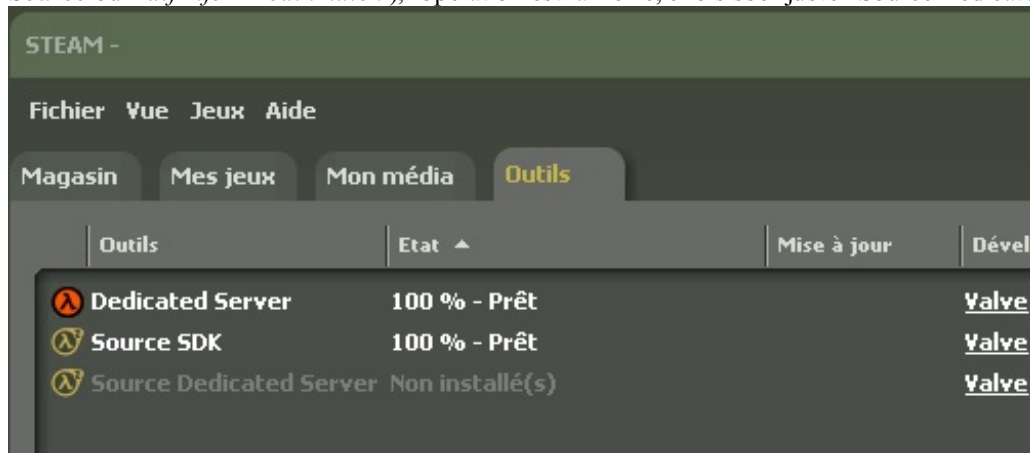 STEAM -
Fichier Vue Jeux Aide
Magasin Mes jeux Mon média Outils
Outils Etat Mise à jour Dével
Dedicated Server 100 % - Prêt Valve
Source SDK 100 % - Prêt Valve
Source Dedicated Server Non installé(s) Valve